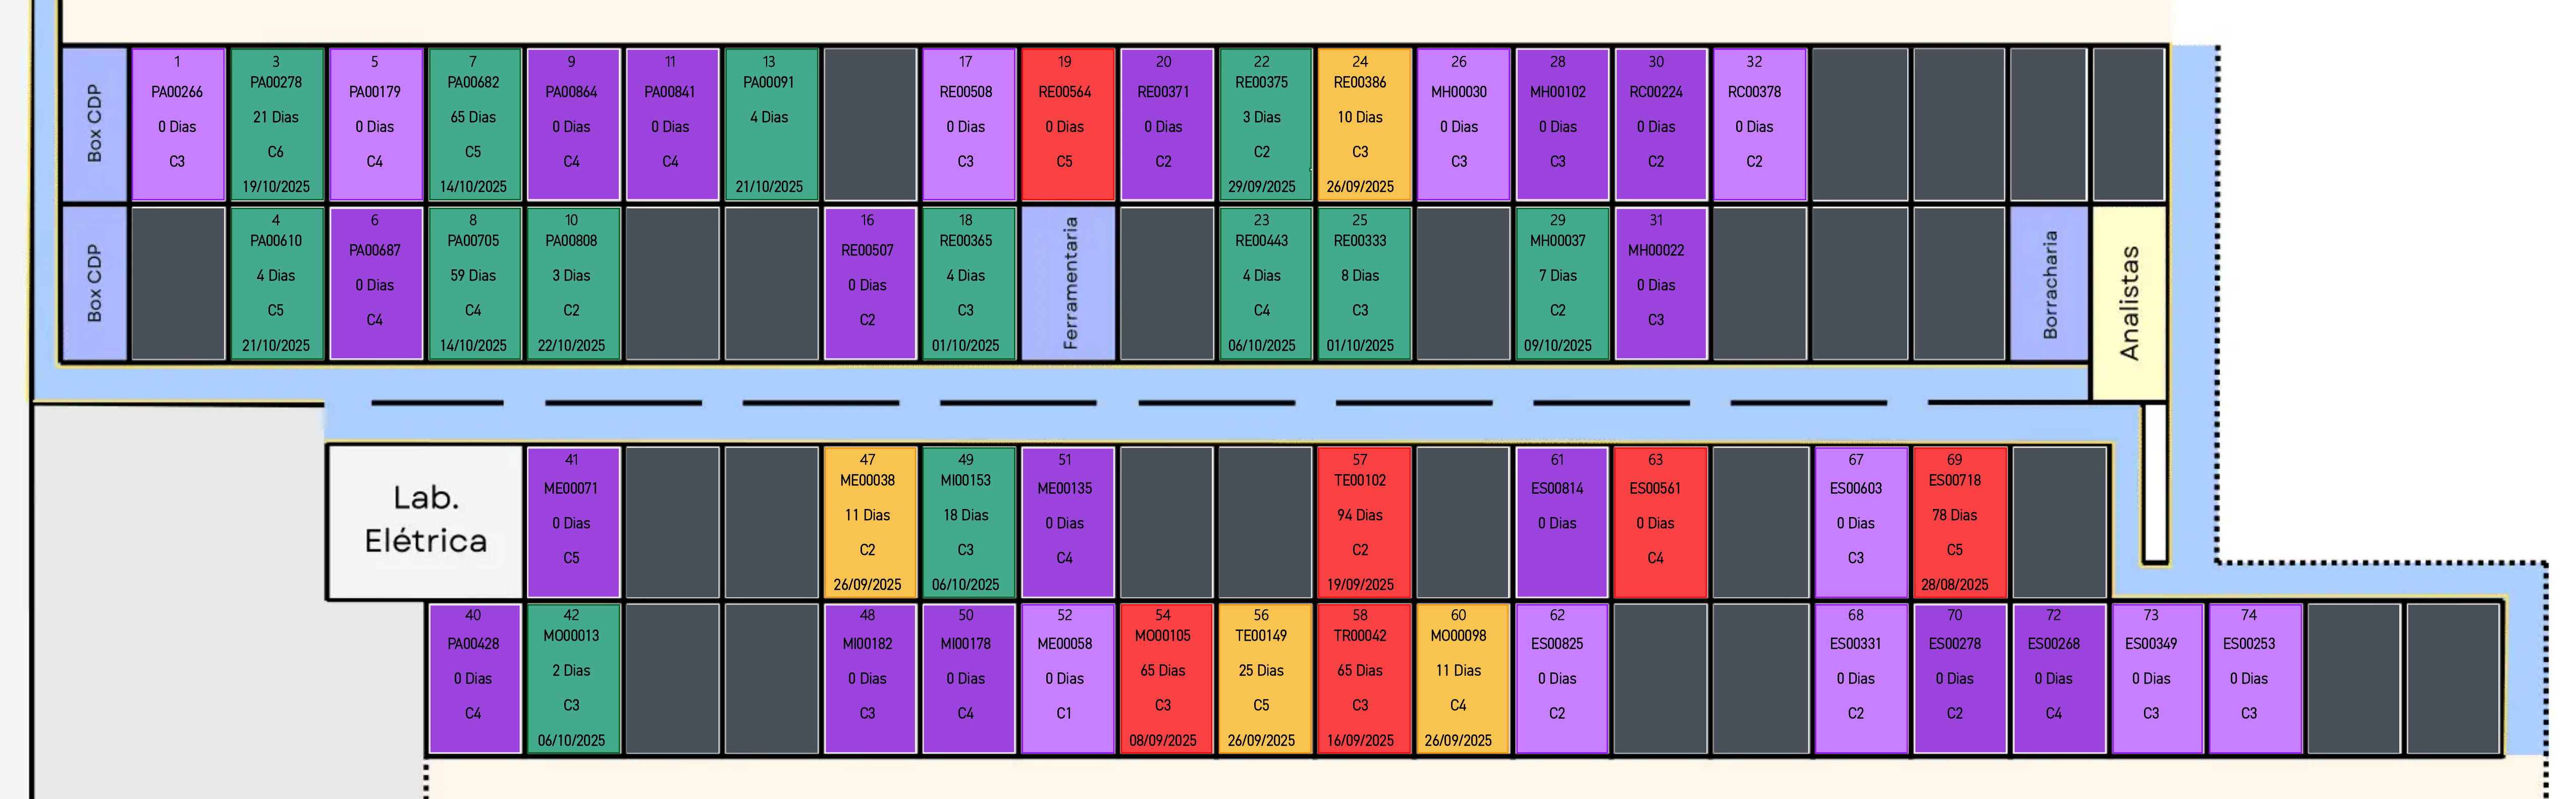 Box CDP
1
PA00266
0 Dias
C3
3
PA00278
21 Dias
C6
19/10/2025
5
PA00179
0 Dias
C4
7
PA00682
65 Dias
C5
14/10/2025
9
PA00864
0 Dias
C4
11
PA00841
0 Dias
C4
13
PA00091
4 Dias
21/10/2025
17
RE00508
0 Dias
C3
19
RE00564
0 Dias
C5
20
RE00371
0 Dias
C2
22
RE00375
3 Dias
C2
29/09/2025
24
RE00386
10 Dias
C3
26/09/2025
26
MH00030
0 Dias
C3
28
MH00102
0 Dias
C3
30
RC00224
0 Dias
C2
32
RC00378
0 Dias
C2
Box CDP
4
PA00610
4 Dias
C5
21/10/2025
6
PA00687
0 Dias
C4
8
PA00705
59 Dias
C4
14/10/2025
10
PA00808
3 Dias
C2
22/10/2025
16
RE00507
0 Dias
C2
18
RE00365
4 Dias
C3
01/10/2025
Ferramentaria
23
RE00443
4 Dias
C4
06/10/2025
25
RE00333
8 Dias
C3
01/10/2025
29
MH00037
7 Dias
C2
09/10/2025
31
MH00022
0 Dias
C3
Borracharia
Analistas
Lab.
Elétrica
41
ME00071
0 Dias
C5
47
ME00038
11 Dias
C2
26/09/2025
49
MI00153
18 Dias
C3
06/10/2025
51
ME00135
0 Dias
C4
57
TE00102
94 Dias
C2
19/09/2025
61
ES00814
0 Dias
63
ES00561
0 Dias
C4
67
ES00603
0 Dias
C3
69
ES00718
78 Dias
C5
28/08/2025
40
PA00428
0 Dias
C4
42
MO00013
2 Dias
C3
06/10/2025
48
MI00182
0 Dias
C3
50
MI00178
0 Dias
C4
52
ME00058
0 Dias
C1
54
MO00105
65 Dias
C3
08/09/2025
56
TE00149
25 Dias
C5
26/09/2025
58
TR00042
65 Dias
C3
16/09/2025
60
MO00098
11 Dias
C4
26/09/2025
62
ES00825
0 Dias
C2
68
ES00331
0 Dias
C2
70
ES00278
0 Dias
C2
72
ES00268
0 Dias
C4
73
ES00349
0 Dias
C3
74
ES00253
0 Dias
C3